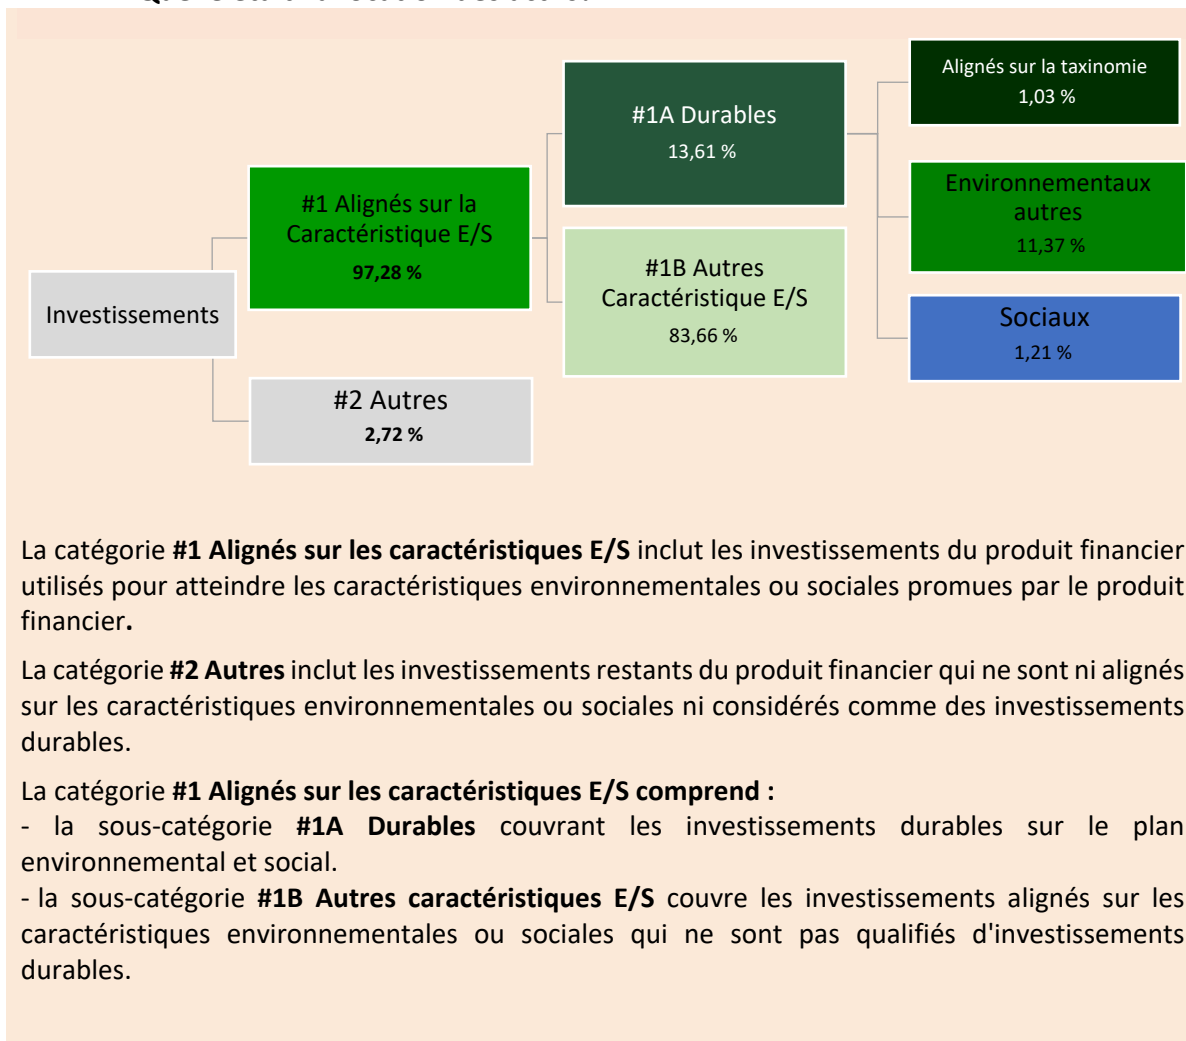 Alignés sur la taxinomie
1,03 %
#1A Durables
13,61 %
Environnementaux
autres
11,37 %
#1 Alignés sur la
Caractéristique E/S
97,28 %
#1B Autres
Caractéristique E/S
83,66 %
Investissements
Sociaux
1,21 %
#2 Autres
2,72 %
La catégorie #1 Alignés sur les caractéristiques E/S inclut les investissements du produit financier
utilisés pour atteindre les caractéristiques environnementales ou sociales promues par le produit
financier.
La catégorie #2 Autres inclut les investissements restants du produit financier qui ne sont ni alignés
sur les caractéristiques environnementales ou sociales ni considérés comme des investissements
durables.
La catégorie #1 Alignés sur les caractéristiques E/S comprend :
- la sous-catégorie #1A Durables couvrant les investissements durables sur le plan
environnemental et social.
- la sous-catégorie #1B Autres caractéristiques E/S couvre les investissements alignés sur les
caractéristiques environnementales ou sociales qui ne sont pas qualifiés d'investissements
durables.